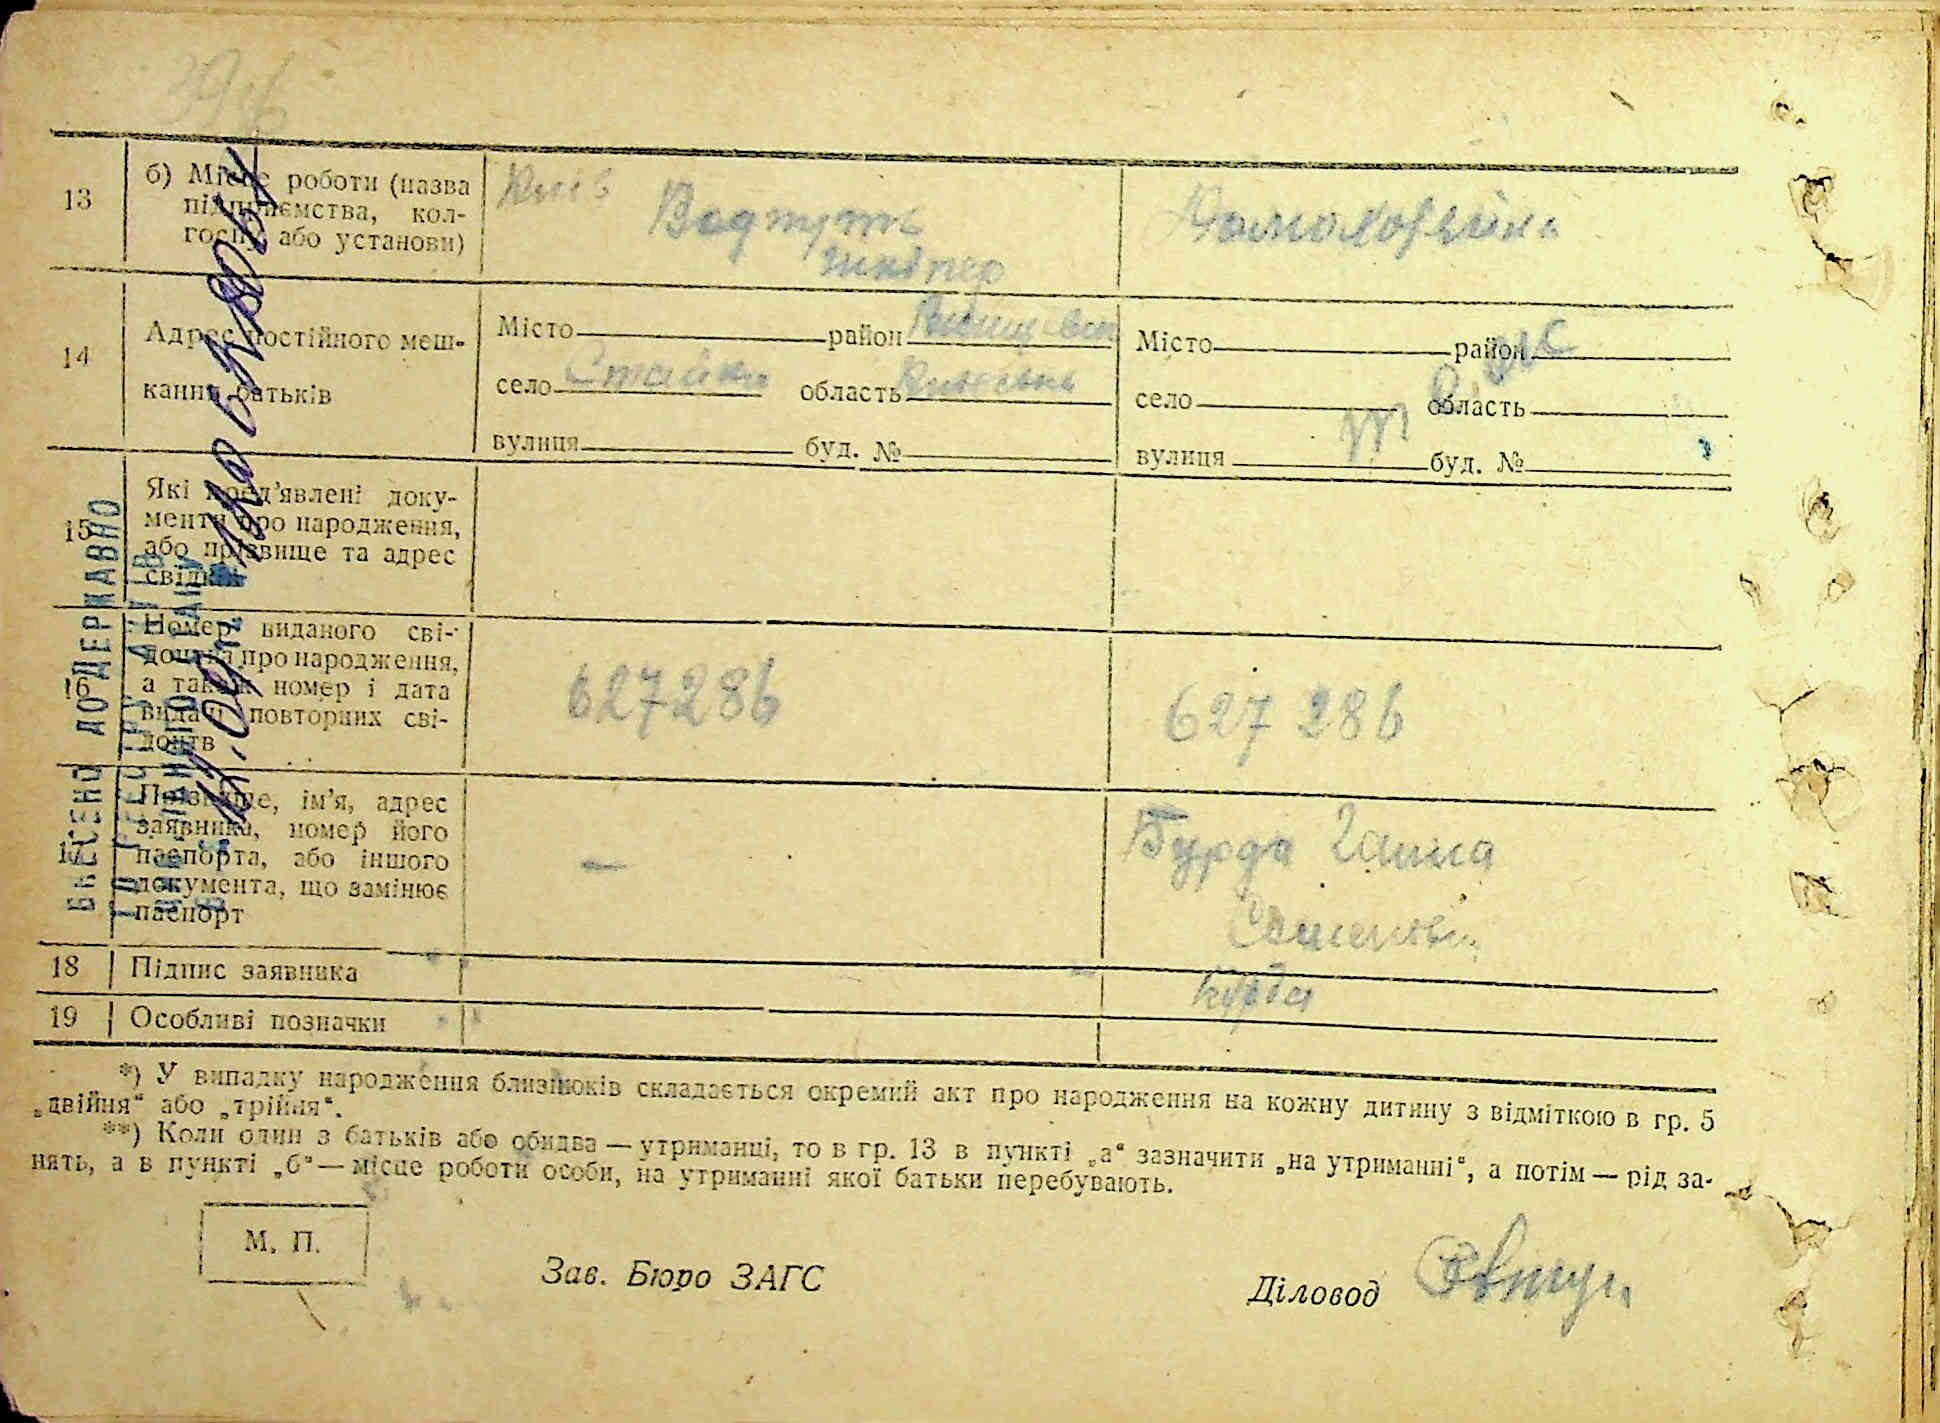 13
б) Місце роботи (назва
підприємства, кол-
госпу або установи)
Київ
Водтуть
шкіпер
Домохозяйка
14
Адрес постійного меш-
кання батьків
Місто район
село Стайки область Київська
вулиця буд. №
Місто район
село область
вулиця буд. №
15
Які пред'явлені доку-
менти про народження,
або прізвище та адрес
свідків
16
Номер виданого сві-
доцтва про народження,
а також номер і дата
видачі повторних сві-
доцтв
627286
627286
17
Прізвище, ім'я, адрес
заявника, номер його
паспорта, або іншого
документа, що замінює
паспорт
—
Бурда Ганна
18
Підпис заявника
Бурда
19
Особливі позначки
ВНЕСЕНО ДО ДЕРЖАВНО
*) У випадку народження близнюків складається окремий акт про народження на кожну дитину з відміткою в гр. 5
„двійня“ або „трійня“.
**) Коли один з батьків або обидва — утриманці, то в гр. 13 в пункті „а“ зазначити „на утриманні“, а потім — рід за-
нять, а в пункті „б“ — місце роботи особи, на утриманні якої батьки перебувають.
М. П.
Зав. Бюро ЗАГС
Діловод